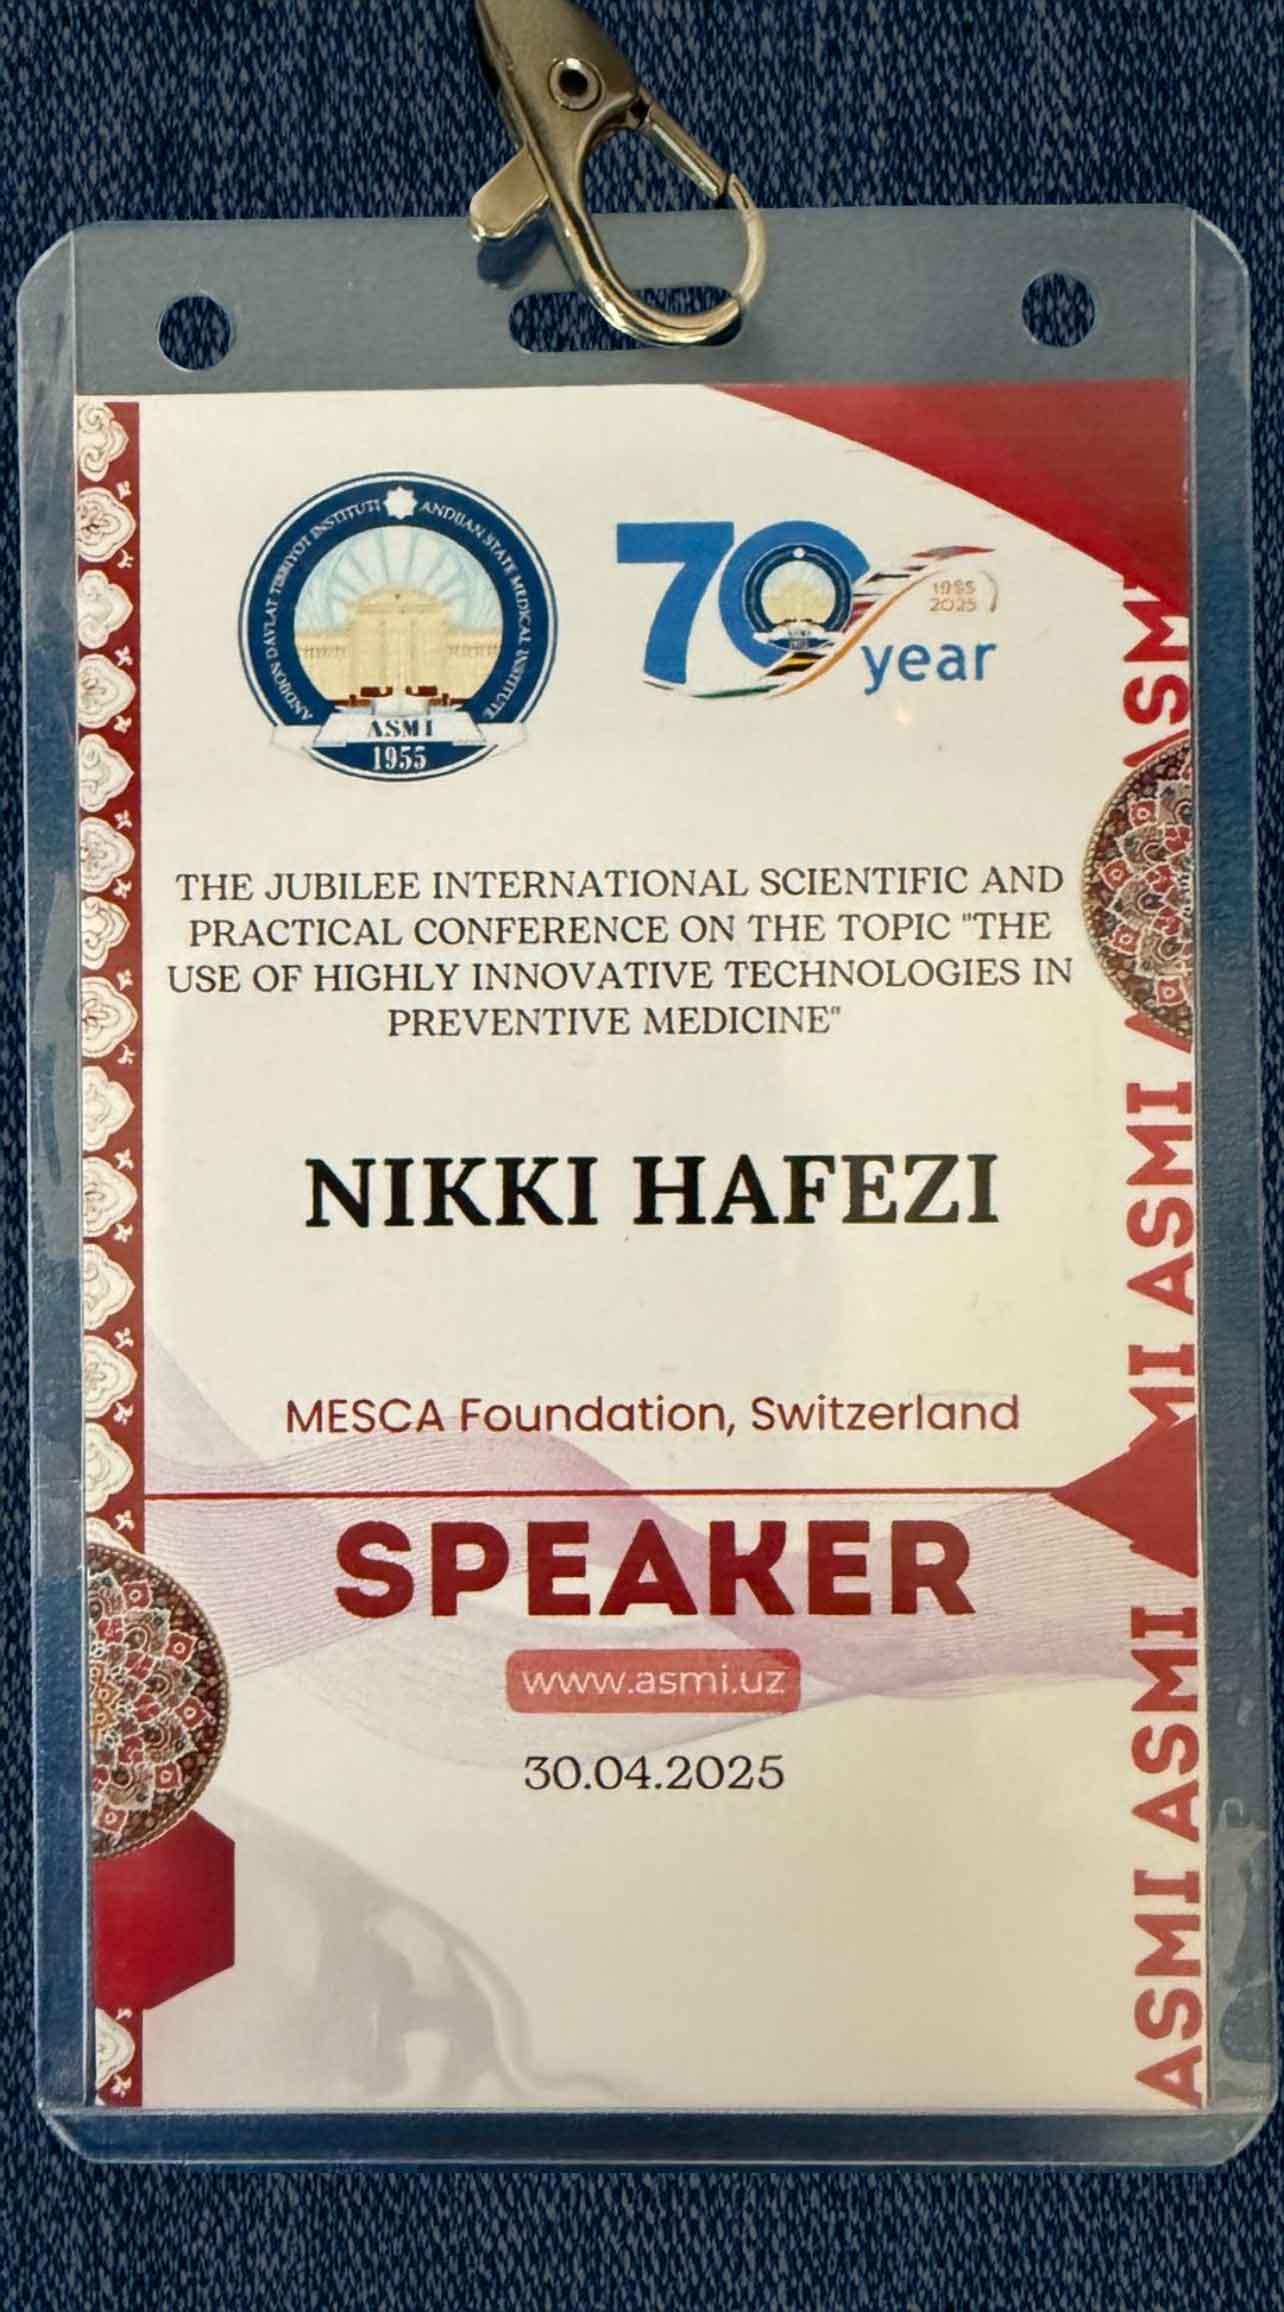 ANDIJON DAVLAT TIBBIYOT INSTITUTI
ANDIJAN STATE MEDICAL INSTITUTE
ASMI
1955
70
year
1955
2025
THE JUBILEE INTERNATIONAL SCIENTIFIC AND
PRACTICAL CONFERENCE ON THE TOPIC "THE
USE OF HIGHLY INNOVATIVE TECHNOLOGIES IN
PREVENTIVE MEDICINE"
NIKKI HAFEZI
MESCA Foundation, Switzerland
SPEAKER
www.asmi.uz
30.04.2025
ASMI ASMI MI ASMI ASM